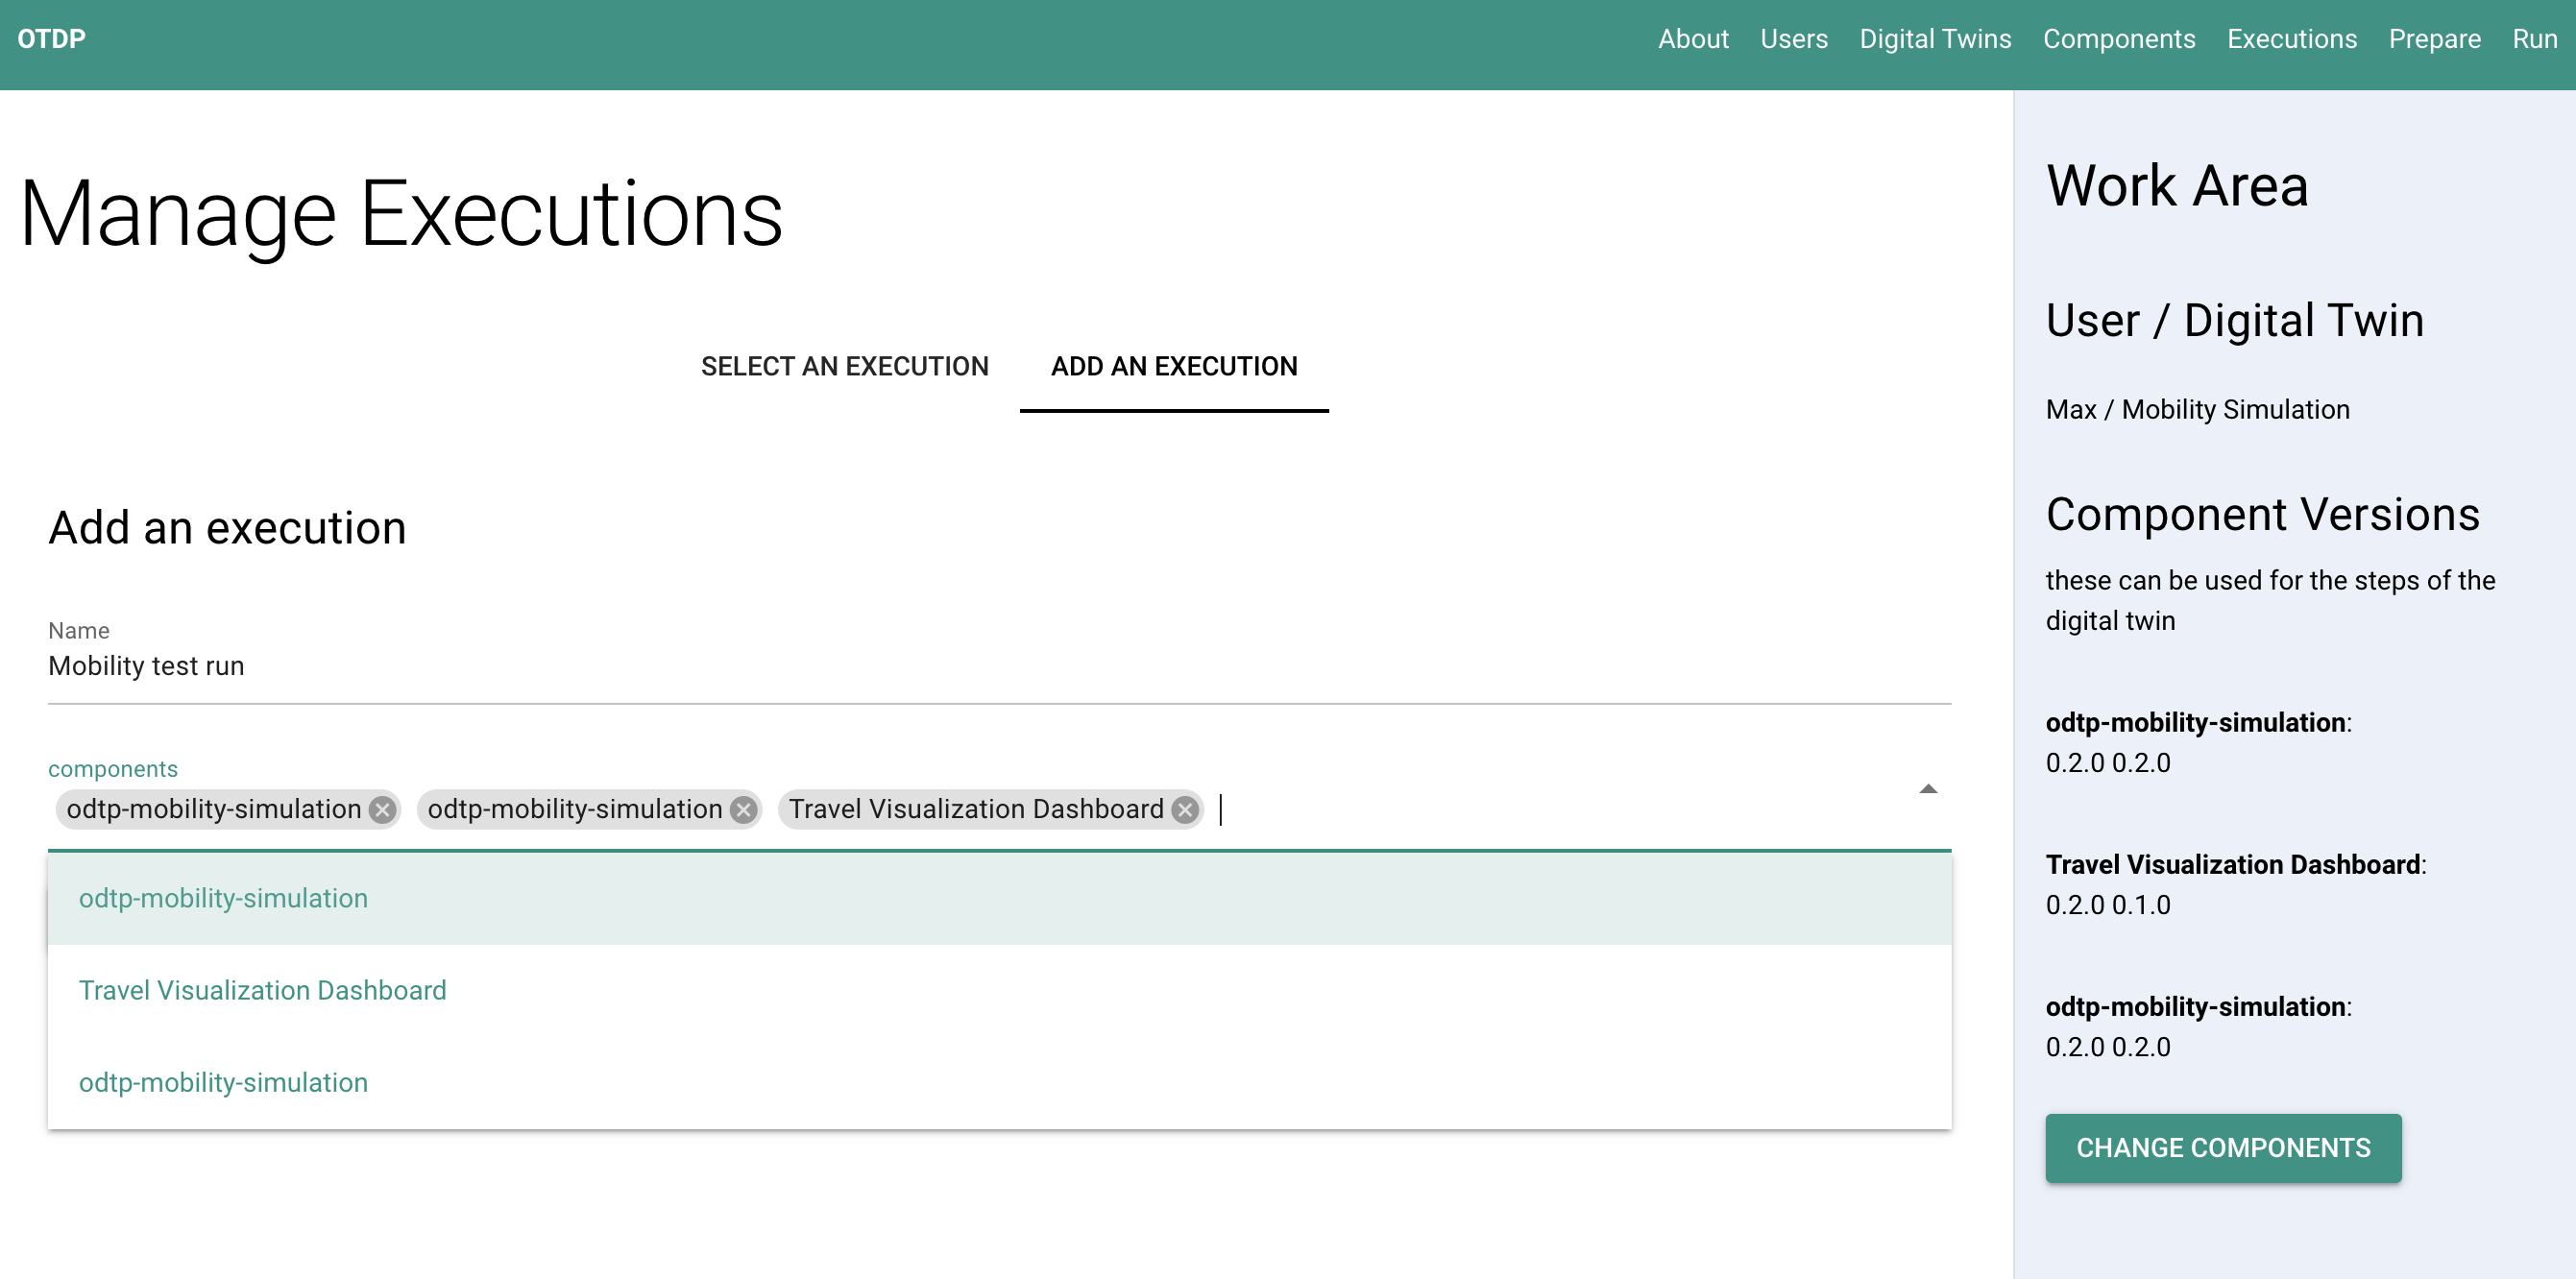 OTDP
About Users Digital Twins Components Executions Prepare Run
Manage Executions
SELECT AN EXECUTION ADD AN EXECUTION
Add an execution
Name
Mobility test run
components
odtp-mobility-simulation odtp-mobility-simulation Travel Visualization Dashboard
odtp-mobility-simulation
Travel Visualization Dashboard
odtp-mobility-simulation
Work Area
User / Digital Twin
Max / Mobility Simulation
Component Versions
these can be used for the steps of the
digital twin
odtp-mobility-simulation:
0.2.0 0.2.0
Travel Visualization Dashboard:
0.2.0 0.1.0
odtp-mobility-simulation:
0.2.0 0.2.0
CHANGE COMPONENTS